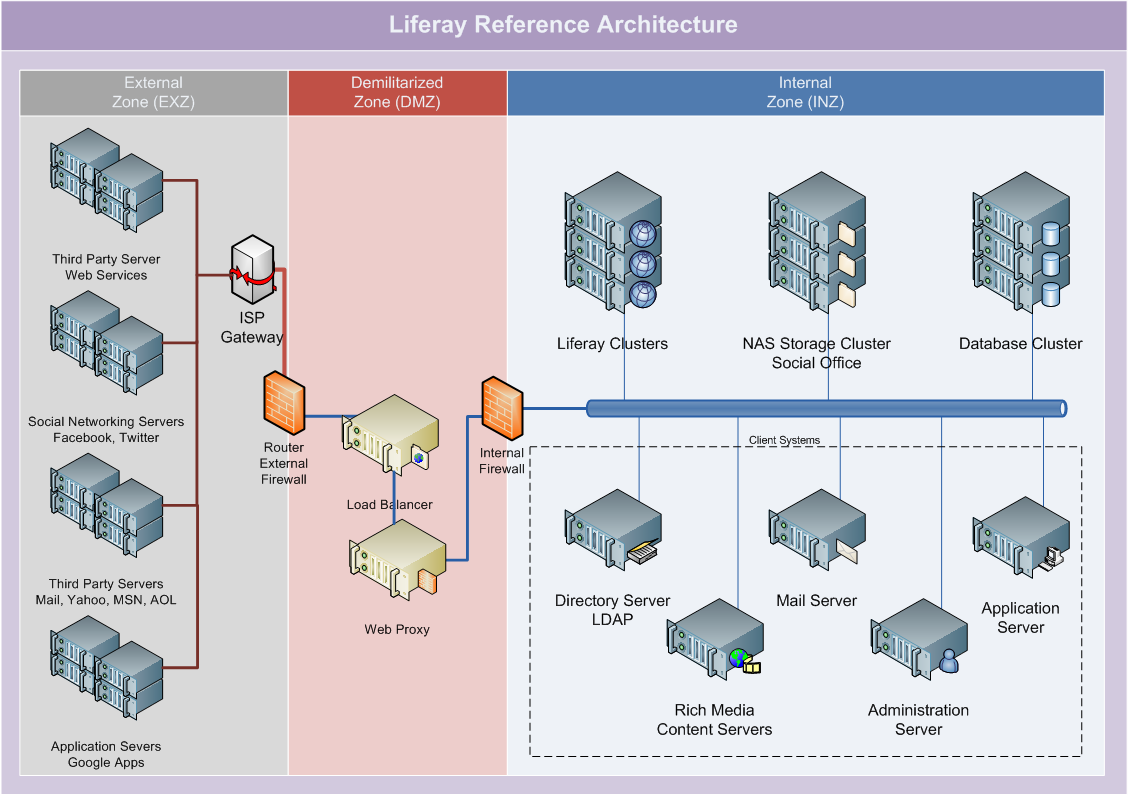 Liferay Reference Architecture
External
Zone (EXZ)
Demilitarized
Zone (DMZ)
Internal
Zone (INZ)
Third Party Server
Web Services
ISP
Gateway
Social Networking Servers
Facebook, Twitter
Third Party Servers
Mail, Yahoo, MSN, AOL
Application Severs
Google Apps
Router
External
Firewall
Load Balancer
Web Proxy
Internal
Firewall
Liferay Clusters
NAS Storage Cluster
Social Office
Database Cluster
Client Systems
Directory Server
LDAP
Mail Server
Application
Server
Rich Media
Content Servers
Administration
Server